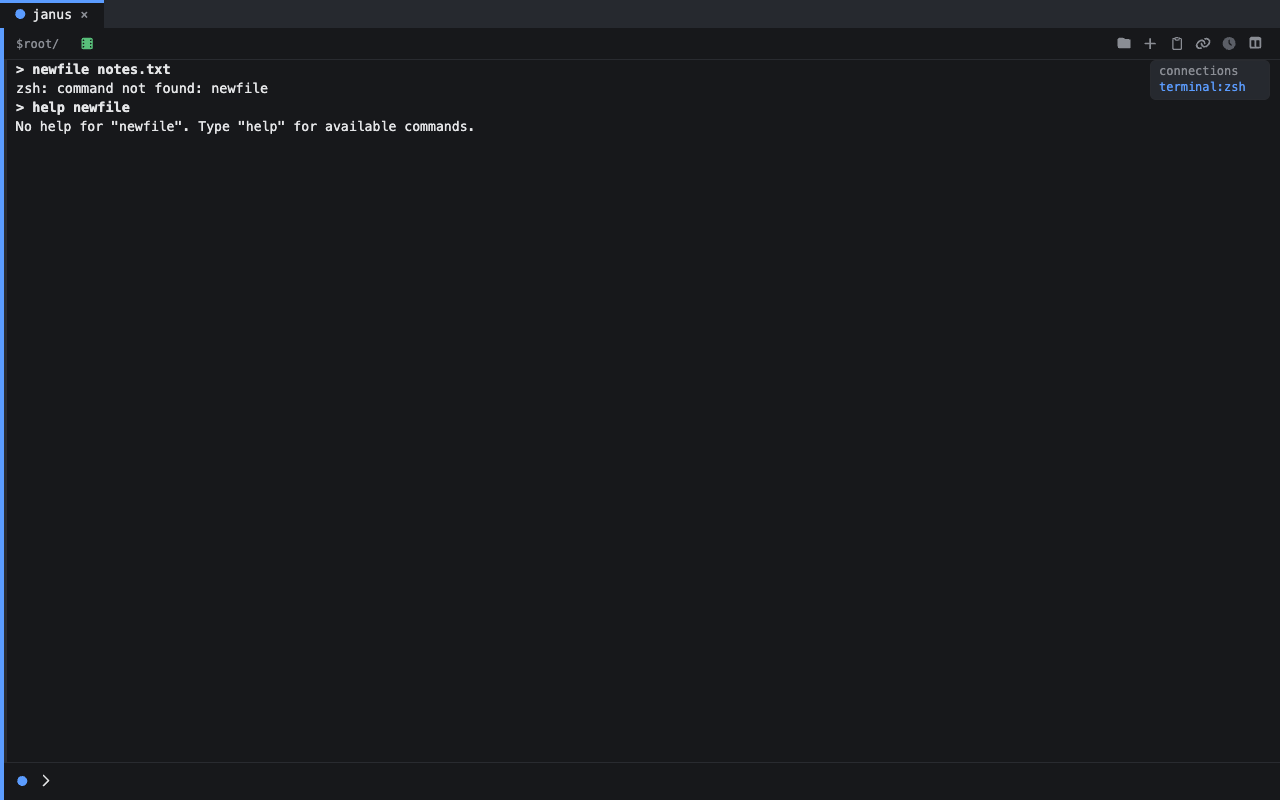 janus ×
$root/
> newfile notes.txt
zsh: command not found: newfile
> help newfile
No help for "newfile". Type "help" for available commands.
connections
terminal:zsh
>